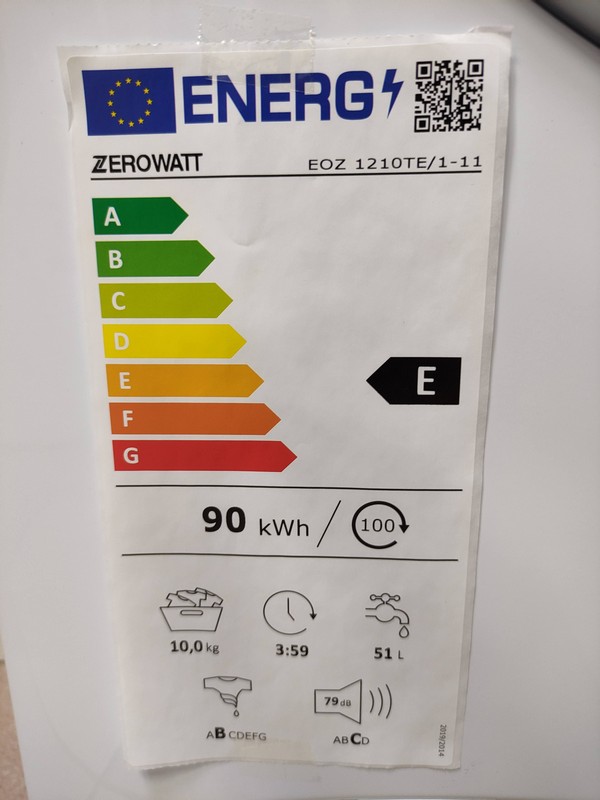 ENERG
ZEROWATT EOZ 1210TE/1-11
A
B
C
D
E
E
F
G
90 kWh / 100
10,0 kg 3:59 51 L
79 dB
ABCDEFG ABCD
2019/2014